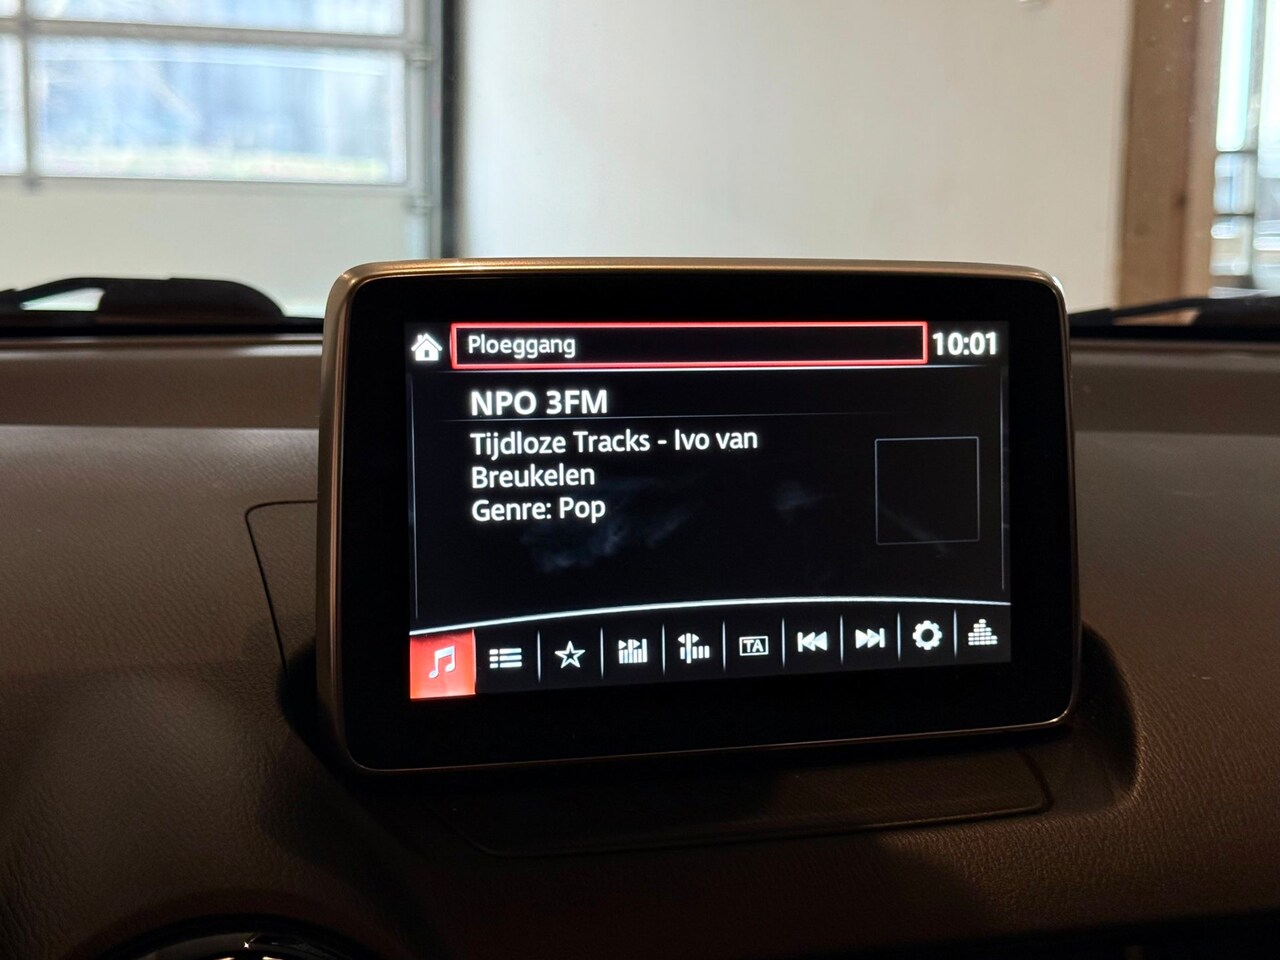 Ploeggang
10:01
NPO 3FM
Tijdloze Tracks - Ivo van
Breukelen
Genre: Pop
TA